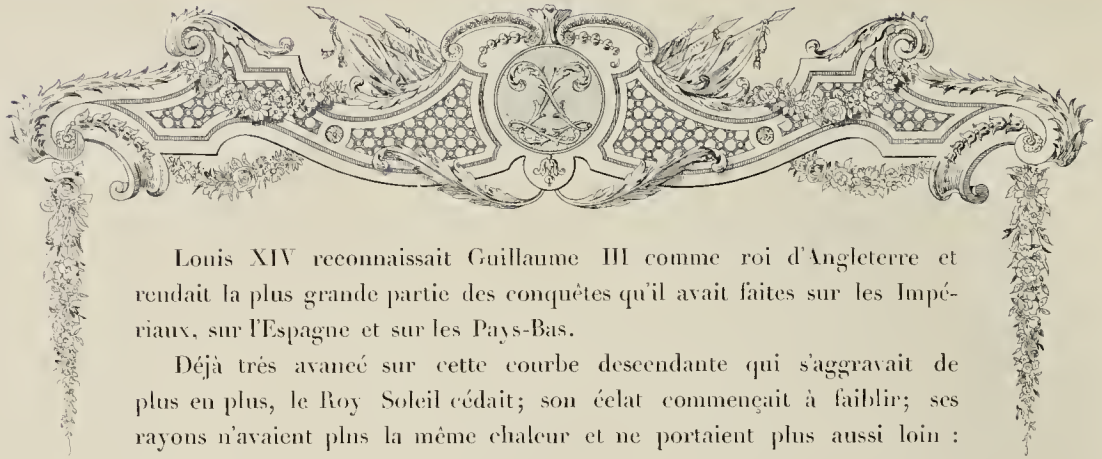 Louis XIV reconnaissait Guillaume III comme roi d'Angleterre et
rendait la plus grande partie des conquêtes qu'il avait faites sur les Impé-
riaux, sur l'Espagne et sur les Pays-Bas.
Déjà très avancé sur cette courbe descendante qui s'aggravait de
plus en plus, le Roy Soleil cédait; son éclat commençait à faiblir; ses
rayons n'avaient plus la même chaleur et ne portaient plus aussi loin :